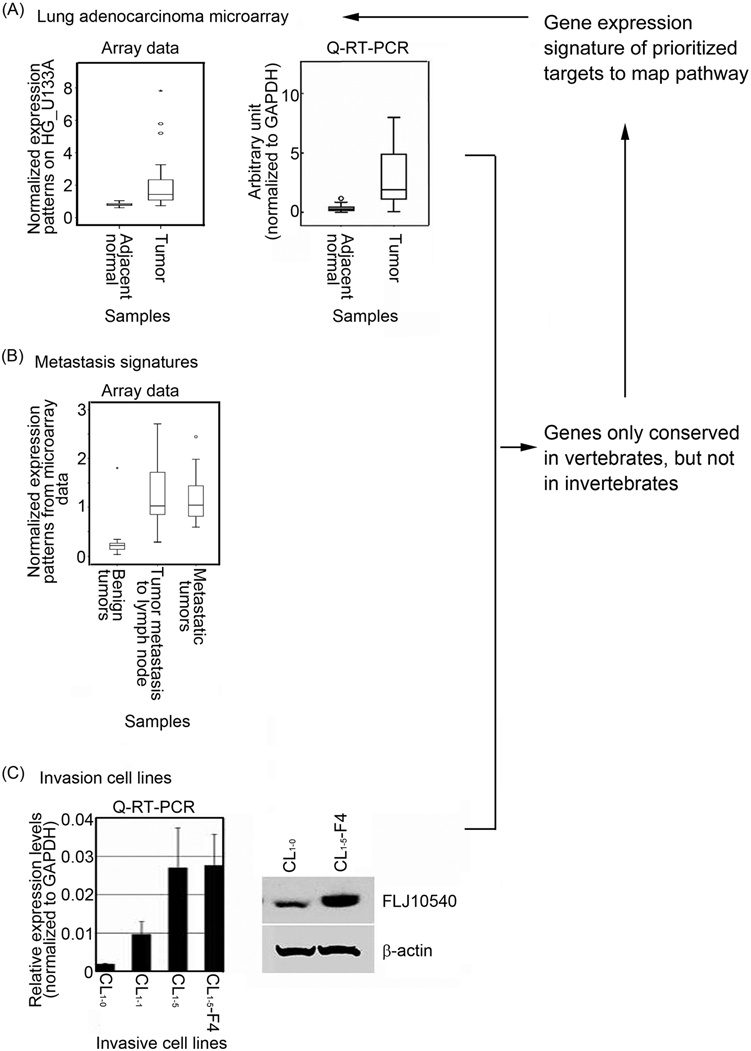 (A) Lung adenocarcinoma microarray
Array data
Normalized expression
patterns on HG_U133A
8
6
4
2
0
Adjacent
normal
Tumor
Samples
Q-RT-PCR
Arbitrary unit
(normalized to GAPDH)
10
5
0
Adjacent
normal
Tumor
Samples
Gene expression
signature of prioritized
targets to map pathway
(B) Metastasis signatures
Array data
Normalized expression
patterns from microarray
data
3
2
1
0
Benign
tumors
Tumor metastasis
to lymph node
Metastatic
tumors
Samples
Genes only conserved
in vertebrates, but not
in invertebrates
(C) Invasion cell lines
Q-RT-PCR
Relative expression levels
(normalized to GAPDH)
0.04
0.03
0.02
0.01
0
CL1-0
CL1-1
CL1-5
CL1-5-F4
Invasive cell lines
CL1-0
CL1-5-F4
FLJ10540
β-actin